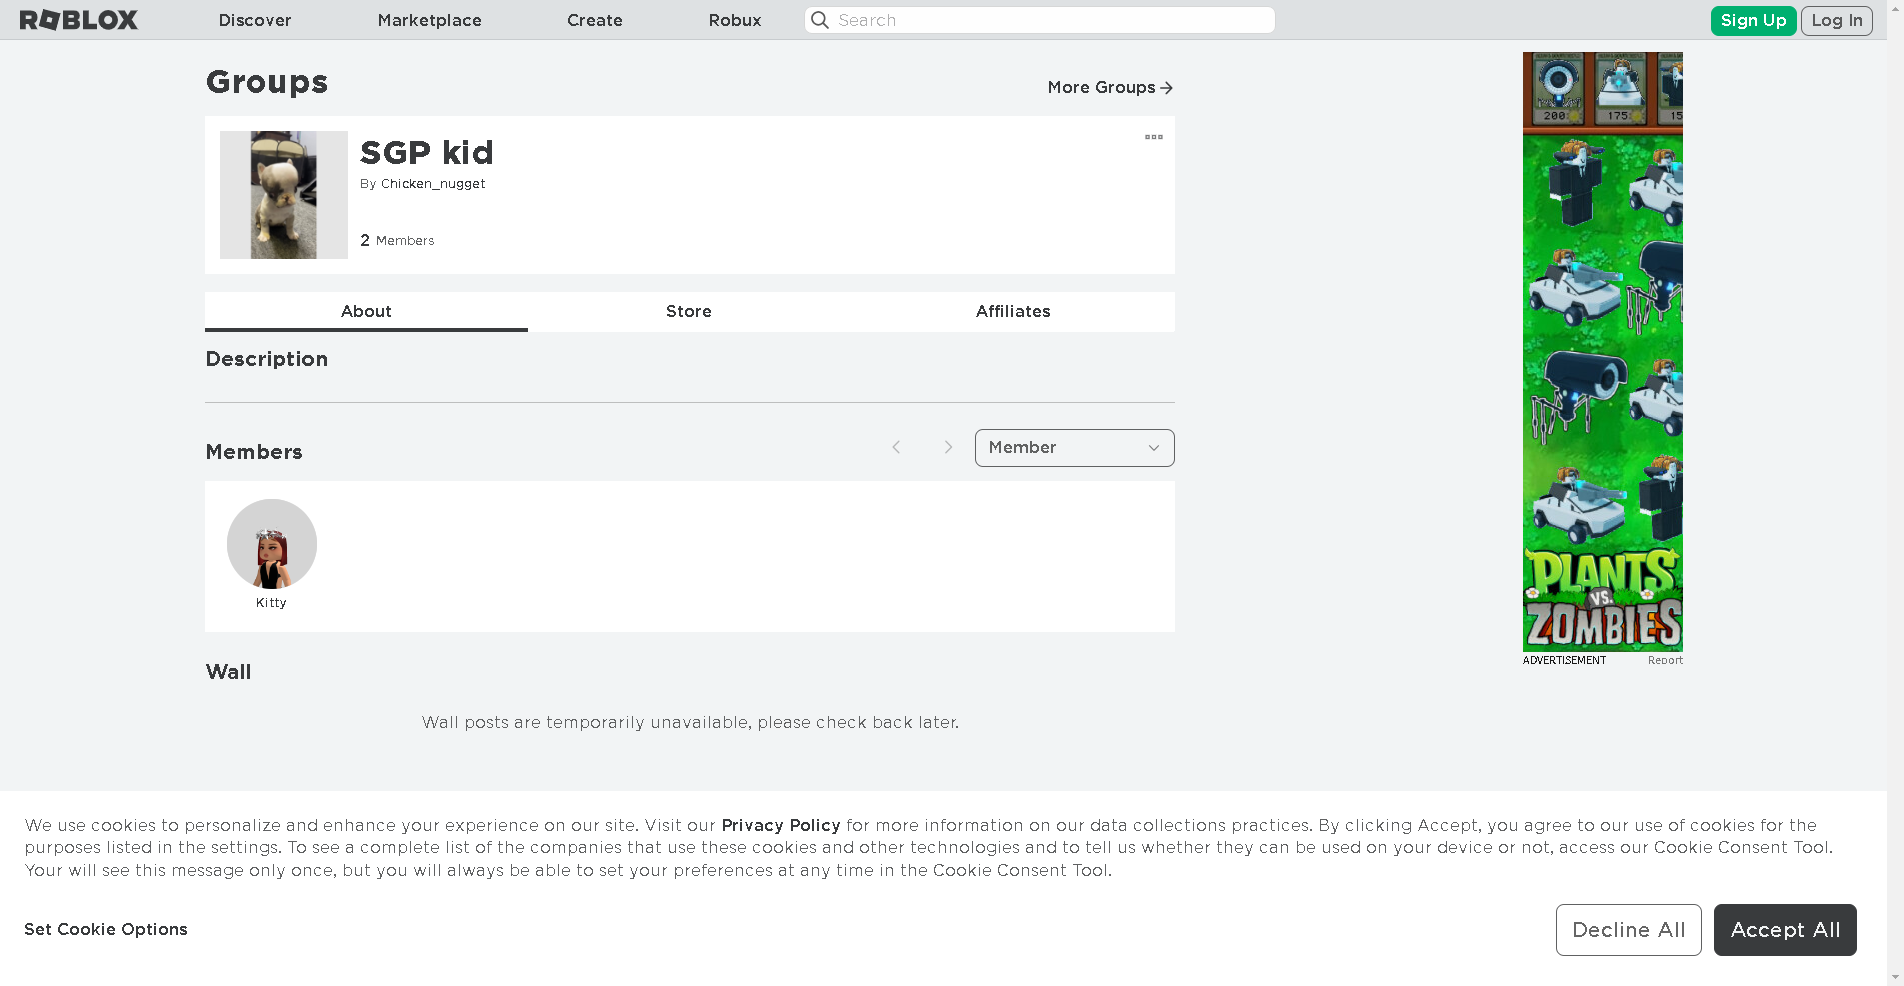 ROBLOX
Discover
Marketplace
Create
Robux
Search
Sign Up
Log In
Groups
More Groups
SGP kid
By Chicken_nugget
2 Members
About
Store
Affiliates
Description
Members
Member
Kitty
Wall
Wall posts are temporarily unavailable, please check back later.
200
175
15
PLANTS
VS.
ZOMBIES
ADVERTISEMENT
Report
We use cookies to personalize and enhance your experience on our site. Visit our Privacy Policy for more information on our data collections practices. By clicking Accept, you agree to our use of cookies for the
purposes listed in the settings. To see a complete list of the companies that use these cookies and other technologies and to tell us whether they can be used on your device or not, access our Cookie Consent Tool.
Your will see this message only once, but you will always be able to set your preferences at any time in the Cookie Consent Tool.
Set Cookie Options
Decline All
Accept All